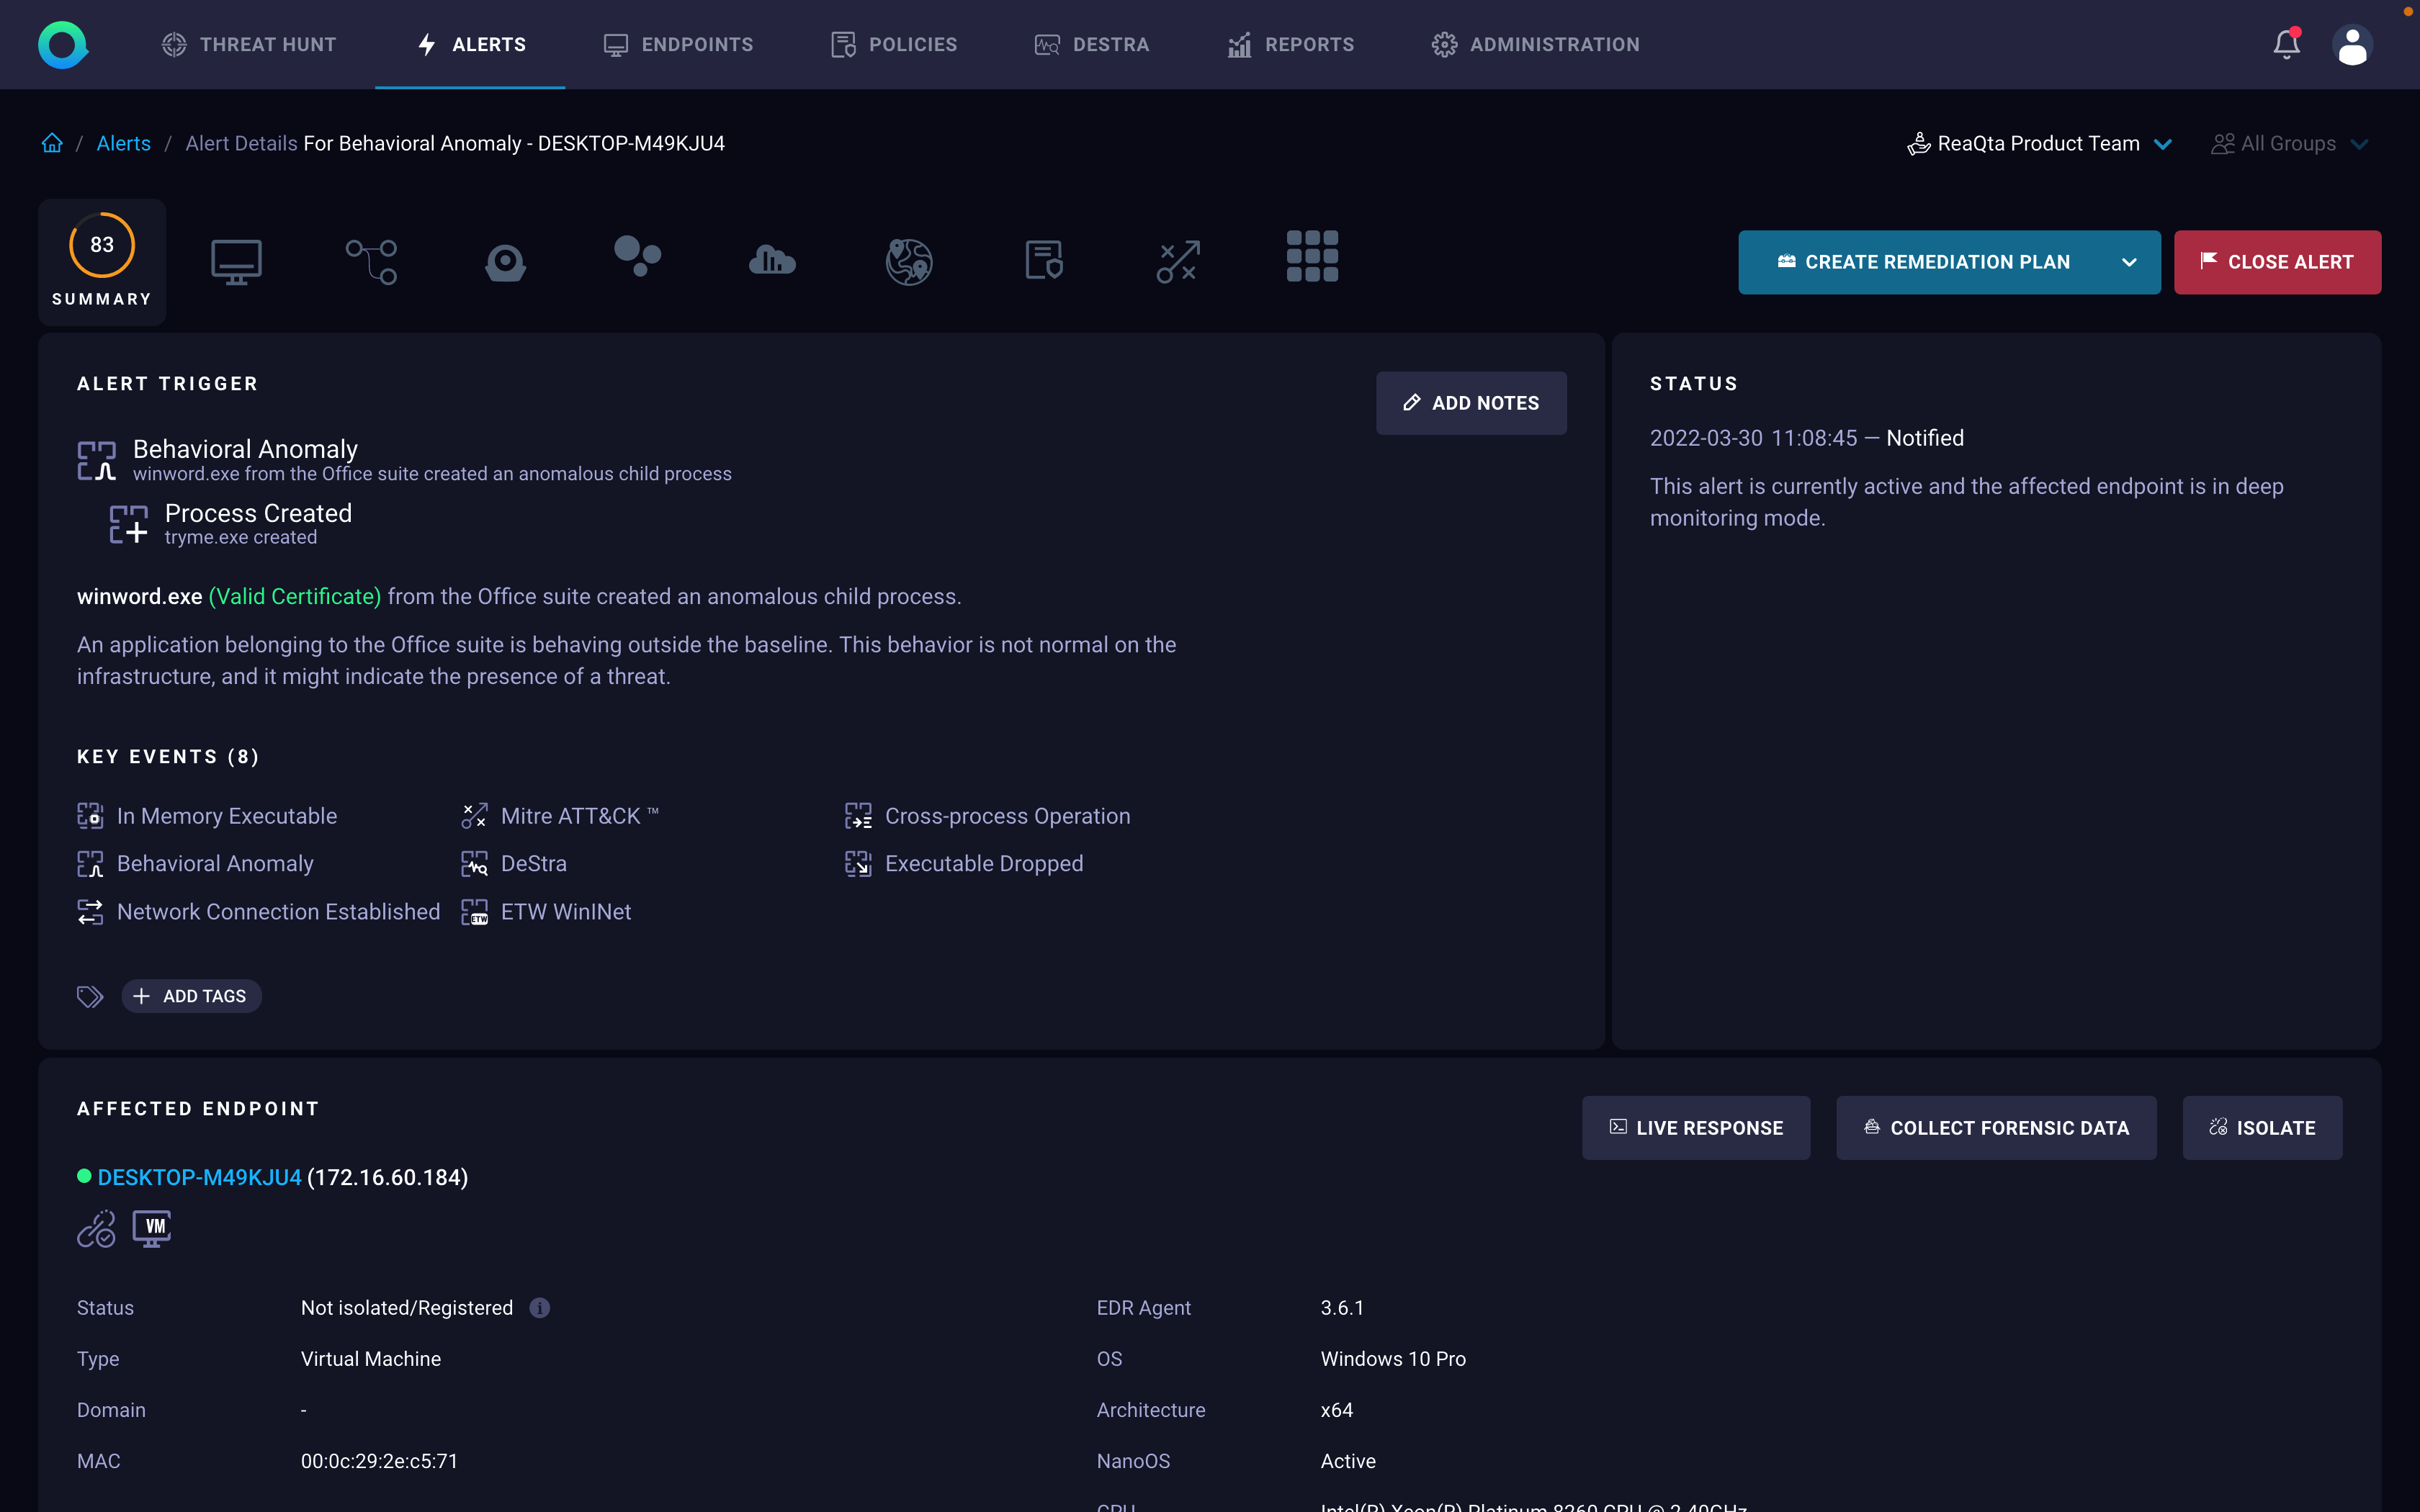 THREAT HUNT
ALERTS
ENDPOINTS
POLICIES
DESTRA
REPORTS
ADMINISTRATION
/ Alerts / Alert Details For Behavioral Anomaly - DESKTOP-M49KJU4
ReaQta Product Team
All Groups
83
SUMMARY
CREATE REMEDIATION PLAN
CLOSE ALERT
ALERT TRIGGER
ADD NOTES
Behavioral Anomaly
winword.exe from the Office suite created an anomalous child process
Process Created
tryme.exe created
winword.exe (Valid Certificate) from the Office suite created an anomalous child process.
An application belonging to the Office suite is behaving outside the baseline. This behavior is not normal on the
infrastructure, and it might indicate the presence of a threat.
KEY EVENTS (8)
In Memory Executable
Mitre ATT&CK ™
Cross-process Operation
Behavioral Anomaly
DeStra
Executable Dropped
Network Connection Established
ETW
ETW WinINet
ADD TAGS
STATUS
2022-03-30 11:08:45 — Notified
This alert is currently active and the affected endpoint is in deep
monitoring mode.
AFFECTED ENDPOINT
LIVE RESPONSE
COLLECT FORENSIC DATA
ISOLATE
DESKTOP-M49KJU4 (172.16.60.184)
VM
Status Not isolated/Registered
Type Virtual Machine
Domain -
MAC 00:0c:29:2e:c5:71
EDR Agent 3.6.1
OS Windows 10 Pro
Architecture x64
NanoOS Active
CPU Intel(R) Xeon(R) Platinum 8260 CPU @ 2.40GHz